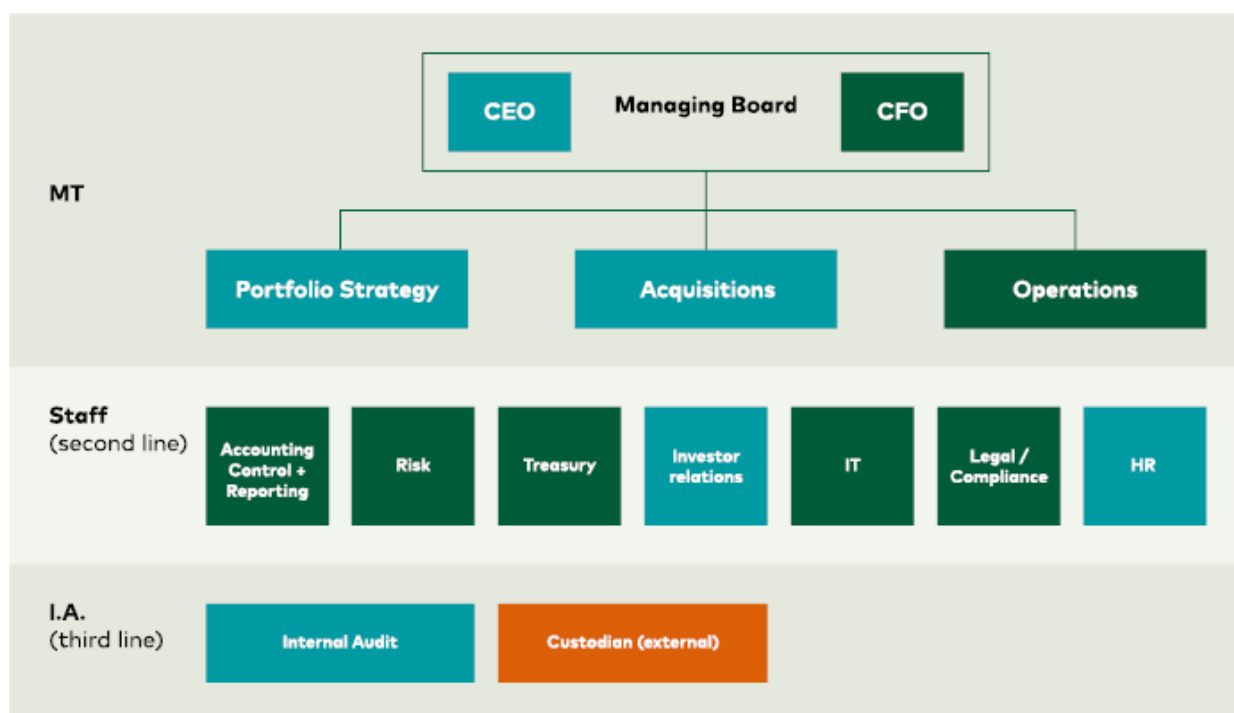 CEO
Managing Board
CFO
MT
Portfolio Strategy
Acquisitions
Operations
Staff
(second line)
Accounting
Control +
Reporting
Risk
Treasury
Investor
relations
IT
Legal /
Compliance
HR
I.A.
(third line)
Internal Audit
Custodian (external)